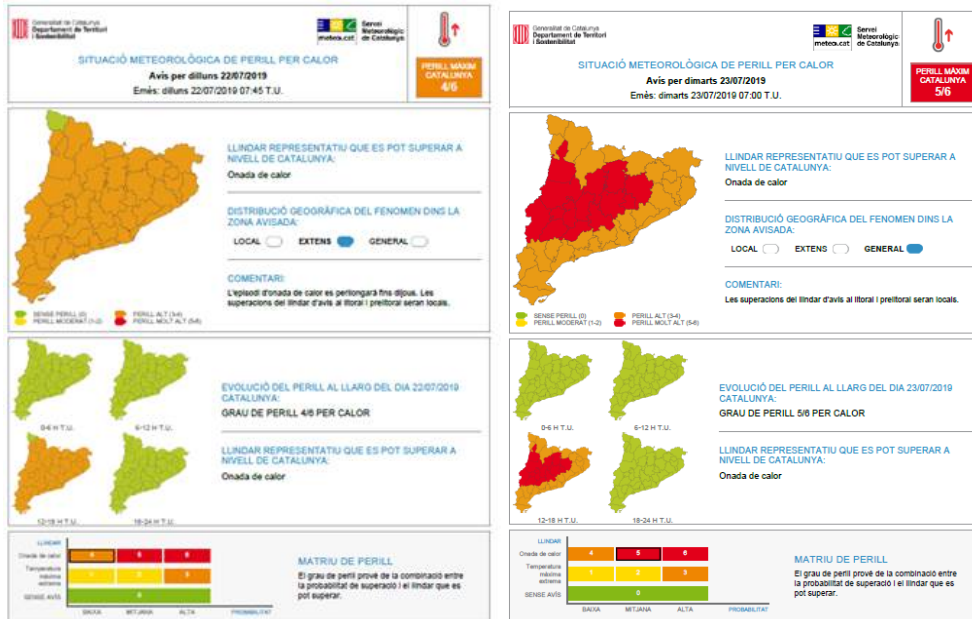 Generalitat de Catalunya
Departament de Territori
i Sostenibilitat
meteo.cat
Servei
Meteorològic
de Catalunya
SITUACIÓ METEOROLÒGICA DE PERILL PER CALOR
Avís per dilluns 22/07/2019
Emès: dilluns 22/07/2019 07:45 T.U.
PERILL MÀXIM
CATALUNYA
4/6
LLINDAR REPRESENTATIU QUE ES POT SUPERAR A
NIVELL DE CATALUNYA:
Onada de calor
DISTRIBUCIÓ GEOGRÀFICA DEL FENOMEN DINS LA
ZONA AVISADA:
LOCAL EXTENS GENERAL
COMENTARI:
L'episodi d'onada de calor es perllongarà fins dijous. Les
superacions del llindar d'avís al litoral i prelitoral seran locals.
SENSE PERILL (0) PERILL ALT (3-4)
PERILL MODERAT (1-2) PERILL MOLT ALT (5-6)
0-6 H T.U. 6-12 H T.U.
12-18 H T.U. 18-24 H T.U.
EVOLUCIÓ DEL PERILL AL LLARG DEL DIA 22/07/2019
CATALUNYA:
GRAU DE PERILL 4/6 PER CALOR
LLINDAR REPRESENTATIU QUE ES POT SUPERAR A
NIVELL DE CATALUNYA:
Onada de calor
LLINDAR
Onada de calor 4 5 6
Temperatura
màxima
extrema 1 2 3
SENSE AVÍS 0
BAIXA MITJANA ALTA PROBABILITAT
MATRIU DE PERILL
El grau de perill prové de la combinació entre
la probabilitat de superació i el llindar que es
pot superar.
Generalitat de Catalunya
Departament de Territori
i Sostenibilitat
meteo.cat
Servei
Meteorològic
de Catalunya
SITUACIÓ METEOROLÒGICA DE PERILL PER CALOR
Avís per dimarts 23/07/2019
Emès: dimarts 23/07/2019 07:00 T.U.
PERILL MÀXIM
CATALUNYA
5/6
LLINDAR REPRESENTATIU QUE ES POT SUPERAR A
NIVELL DE CATALUNYA:
Onada de calor
DISTRIBUCIÓ GEOGRÀFICA DEL FENOMEN DINS LA
ZONA AVISADA:
LOCAL EXTENS GENERAL
COMENTARI:
Les superacions del llindar d'avís al litoral i prelitoral seran locals.
SENSE PERILL (0) PERILL ALT (3-4)
PERILL MODERAT (1-2) PERILL MOLT ALT (5-6)
0-6 H T.U. 6-12 H T.U.
12-18 H T.U. 18-24 H T.U.
EVOLUCIÓ DEL PERILL AL LLARG DEL DIA 23/07/2019
CATALUNYA:
GRAU DE PERILL 5/6 PER CALOR
LLINDAR REPRESENTATIU QUE ES POT SUPERAR A
NIVELL DE CATALUNYA:
Onada de calor
LLINDAR
Onada de calor 4 5 6
Temperatura
màxima
extrema 1 2 3
SENSE AVÍS 0
BAIXA MITJANA ALTA PROBABILITAT
MATRIU DE PERILL
El grau de perill prové de la combinació entre
la probabilitat de superació i el llindar que es
pot superar.